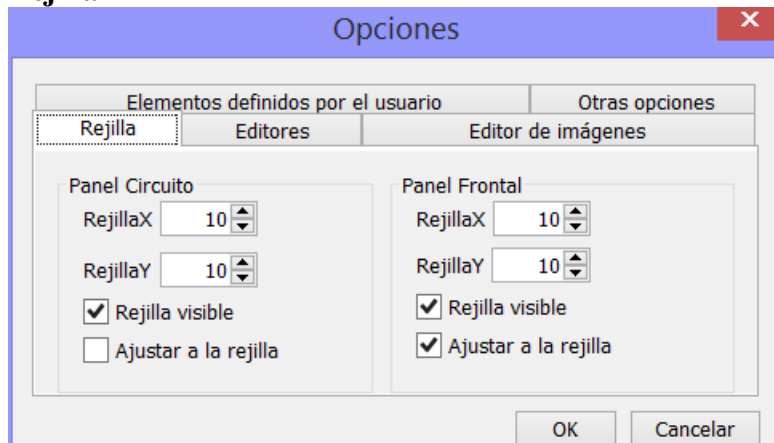 Opciones
Elementos definidos por el usuario Otras opciones
Rejilla Editores Editor de imágenes
Panel Circuito Panel Frontal
RejillaX 10 RejillaX 10
RejillaY 10 RejillaY 10
Rejilla visible Rejilla visible
Ajustar a la rejilla Ajustar a la rejilla
OK Cancelar